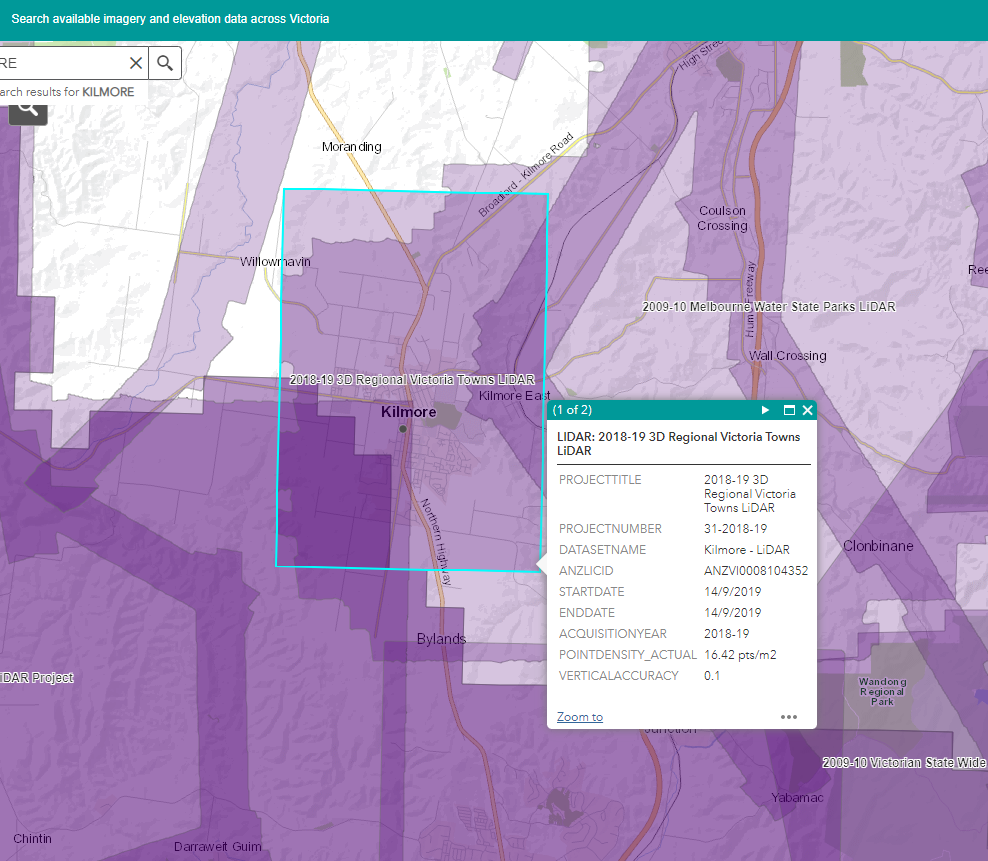 Search available imagery and elevation data across Victoria
RE
arch results for KILMORE
High Stree
Moranding
Broadford - Kilmore Road
Coulson
Crossing
Willowmavin
Ree
Hume Freeway
2009-10 Melbourne Water State Parks LiDAR
Wall Crossing
2018-19 3D Regional Victoria Towns LiDAR
Kilmore East
Kilmore
(1 of 2)
LIDAR: 2018-19 3D Regional Victoria Towns
LiDAR
PROJECTTITLE 2018-19 3D
Regional Victoria
Towns LiDAR
PROJECTNUMBER 31-2018-19
DATASETNAME Kilmore - LiDAR
ANZLICID ANZVI0008104352
STARTDATE 14/9/2019
ENDDATE 14/9/2019
ACQUISITIONYEAR 2018-19
POINTDENSITY_ACTUAL 16.42 pts/m2
VERTICALACCURACY 0.1
Zoom to
Northern Highway
Clonbinane
Bylands
iDAR Project
Wandong
Regional
Park
Junction
2009-10 Victorian State Wide
Yabamac
Chintin
Darraweit Guim